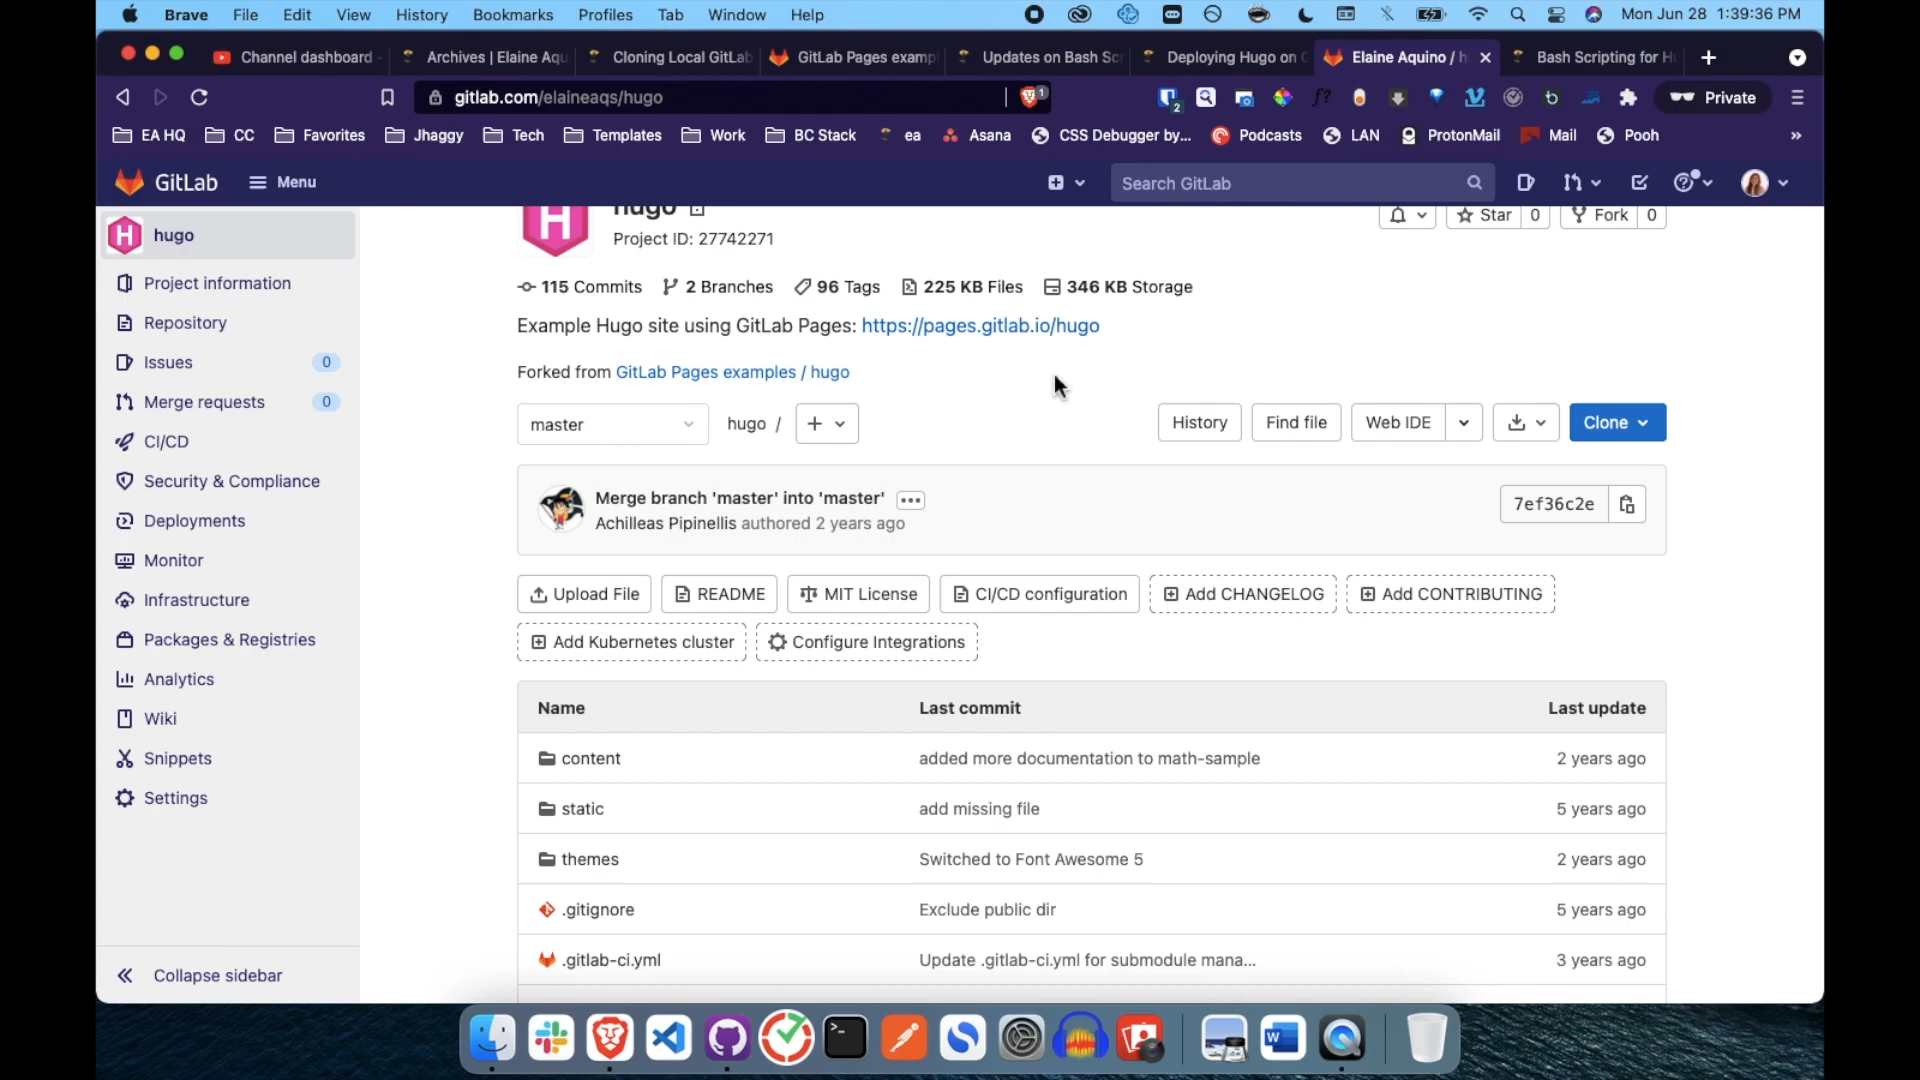 Brave File Edit View History Bookmarks Profiles Tab Window Help Mon Jun 28 1:39:36 PM
Channel dashboard Archives | Elaine Aqu Cloning Local GitLab GitLab Pages examp Updates on Bash Scr Deploying Hugo on Elaine Aquino / h Bash Scripting for H
gitlab.com/elaineaqs/hugo 1 2 Private
EA HQ CC Favorites Jhaggy Tech Templates Work BC Stack ea Asana CSS Debugger by... Podcasts LAN ProtonMail Mail Pooh »
GitLab Menu Search GitLab
hugo
Project information
Repository
Issues 0
Merge requests 0
CI/CD
Security & Compliance
Deployments
Monitor
Infrastructure
Packages & Registries
Analytics
Wiki
Snippets
Settings
Collapse sidebar
H hugo Star 0 Fork 0
Project ID: 27742271
115 Commits 2 Branches 96 Tags 225 KB Files 346 KB Storage
Example Hugo site using GitLab Pages: https://pages.gitlab.io/hugo
Forked from GitLab Pages examples / hugo
master hugo / + History Find file Web IDE Clone
Merge branch 'master' into 'master'
Achilleas Pipinellis authored 2 years ago
7ef36c2e
Upload File README MIT License CI/CD configuration Add CHANGELOG Add CONTRIBUTING
Add Kubernetes cluster Configure Integrations
Name Last commit Last update
content added more documentation to math-sample 2 years ago
static add missing file 5 years ago
themes Switched to Font Awesome 5 2 years ago
.gitignore Exclude public dir 5 years ago
.gitlab-ci.yml Update .gitlab-ci.yml for submodule mana... 3 years ago